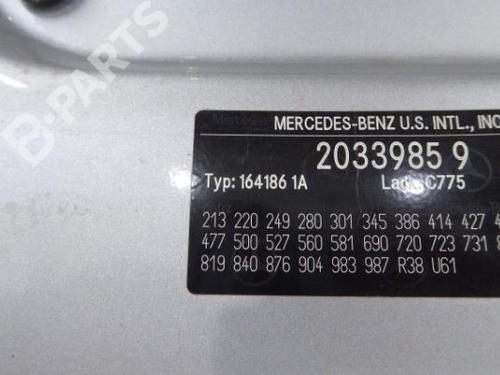 B-PARTS
MERCEDES-BENZ U.S. INTL., INC
2033985 9
Typ: 164186 1A Lack C775
213 220 249 280 301 345 386 414 427 4
477 500 527 560 581 690 720 723 731 8
819 840 876 904 983 987 R38 U61